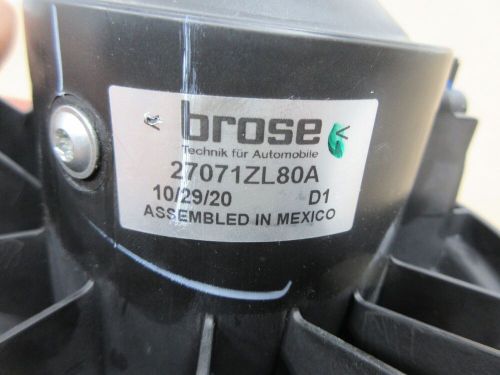 brose
Technik für Automobile
27071ZL80A
10/29/20 D1
ASSEMBLED IN MEXICO